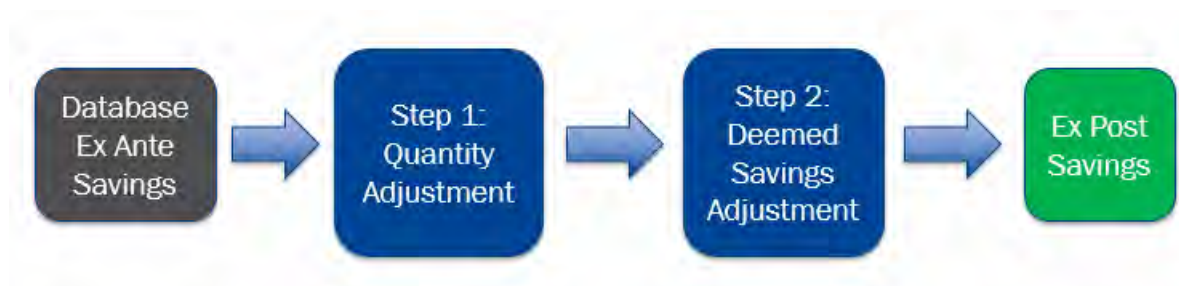 Database
Ex Ante
Savings
Step 1:
Quantity
Adjustment
Step 2:
Deemed
Savings
Adjustment
Ex Post
Savings